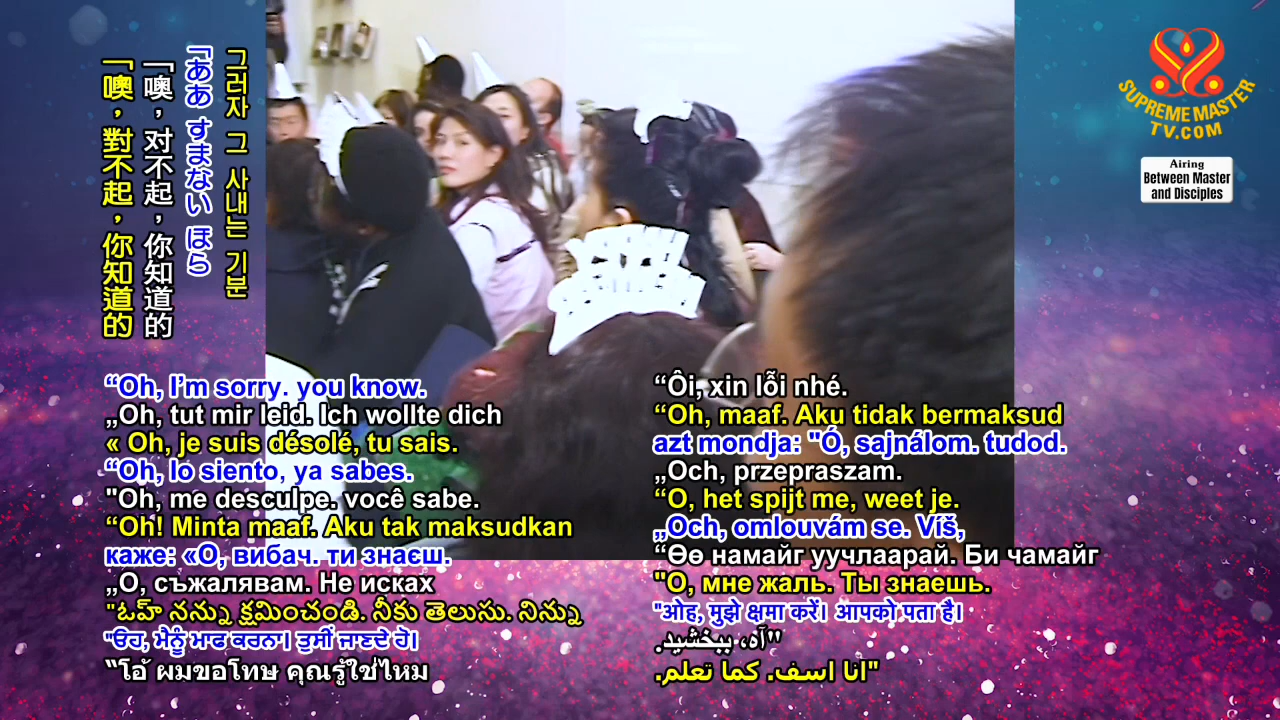 그러자 그 사내는 기분
「ああ すまない ほら
「噢，对不起，你知道的
「噢，對不起，你知道的
SUPREME MASTER
TV.COM
Airing
Between Master
and Disciples
“Oh, I’m sorry. you know.
„Oh, tut mir leid. Ich wollte dich
« Oh, je suis désolé, tu sais.
“Oh, lo siento, ya sabes.
"Oh, me desculpe. você sabe.
“Oh! Minta maaf. Aku tak maksudkan
каже: «О, вибач. ти знаєш.
„О, съжалявам. Не исках
"ఓహ్ నన్ను క్షమించండి. నీకు తెలుసు. నిన్ను
"ਓਹ, ਮੈਨੂੰ ਮਾਫ ਕਰਨਾ। ਤੁਸੀਂ ਜਾਣਦੇ ਹੋ।
“โอ้ ผมขอโทษ คุณรู้ใช่ไหม
“Ôi, xin lỗi nhé.
“Oh, maaf. Aku tidak bermaksud
azt mondja: "Ó, sajnálom. tudod.
„Och, przepraszam.
“O, het spijt me, weet je.
„Och, omlouvám se. Víš,
“Өө намайг уучлаарай. Би чамайг
"О, мне жаль. Ты знаешь.
"ओह, मुझे क्षमा करें। आपको पता है।
"آه، ببخشید.
"انا اسف. كما تعلم.